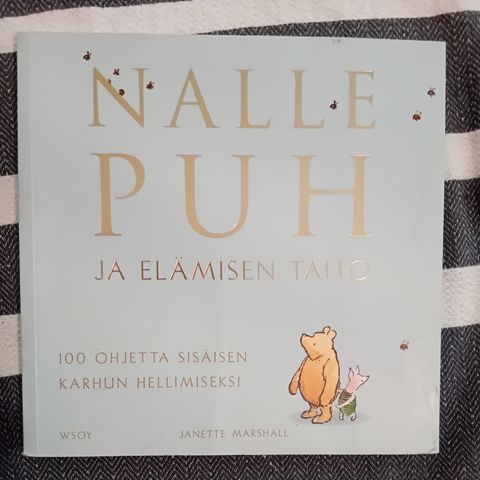 NALLE
PUH
JA ELÄMISEN TAITO
100 OHJETTA SISÄISEN
KARHUN HELLIMISEKSI
WSOY JANETTE MARSHALL